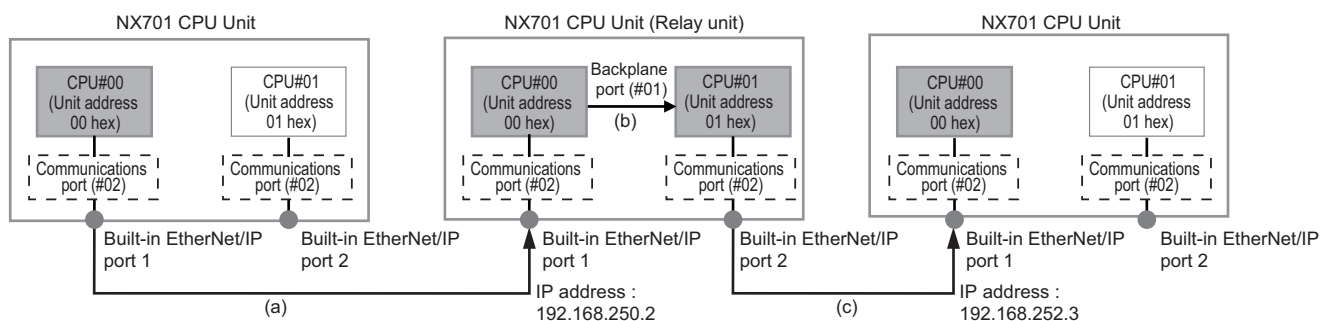 NX701 CPU Unit
NX701 CPU Unit (Relay unit)
NX701 CPU Unit
CPU#00
(Unit address
00 hex)
CPU#01
(Unit address
01 hex)
CPU#00
(Unit address
00 hex)
Backplane
port (#01)
(b)
CPU#01
(Unit address
01 hex)
CPU#00
(Unit address
00 hex)
CPU#01
(Unit address
01 hex)
Communications
port (#02)
Communications
port (#02)
Communications
port (#02)
Communications
port (#02)
Communications
port (#02)
Communications
port (#02)
Built-in EtherNet/IP
port 1
Built-in EtherNet/IP
port 2
Built-in EtherNet/IP
port 1
Built-in EtherNet/IP
port 2
Built-in EtherNet/IP
port 1
Built-in EtherNet/IP
port 2
(a)
IP address :
192.168.250.2
(c)
IP address :
192.168.252.3